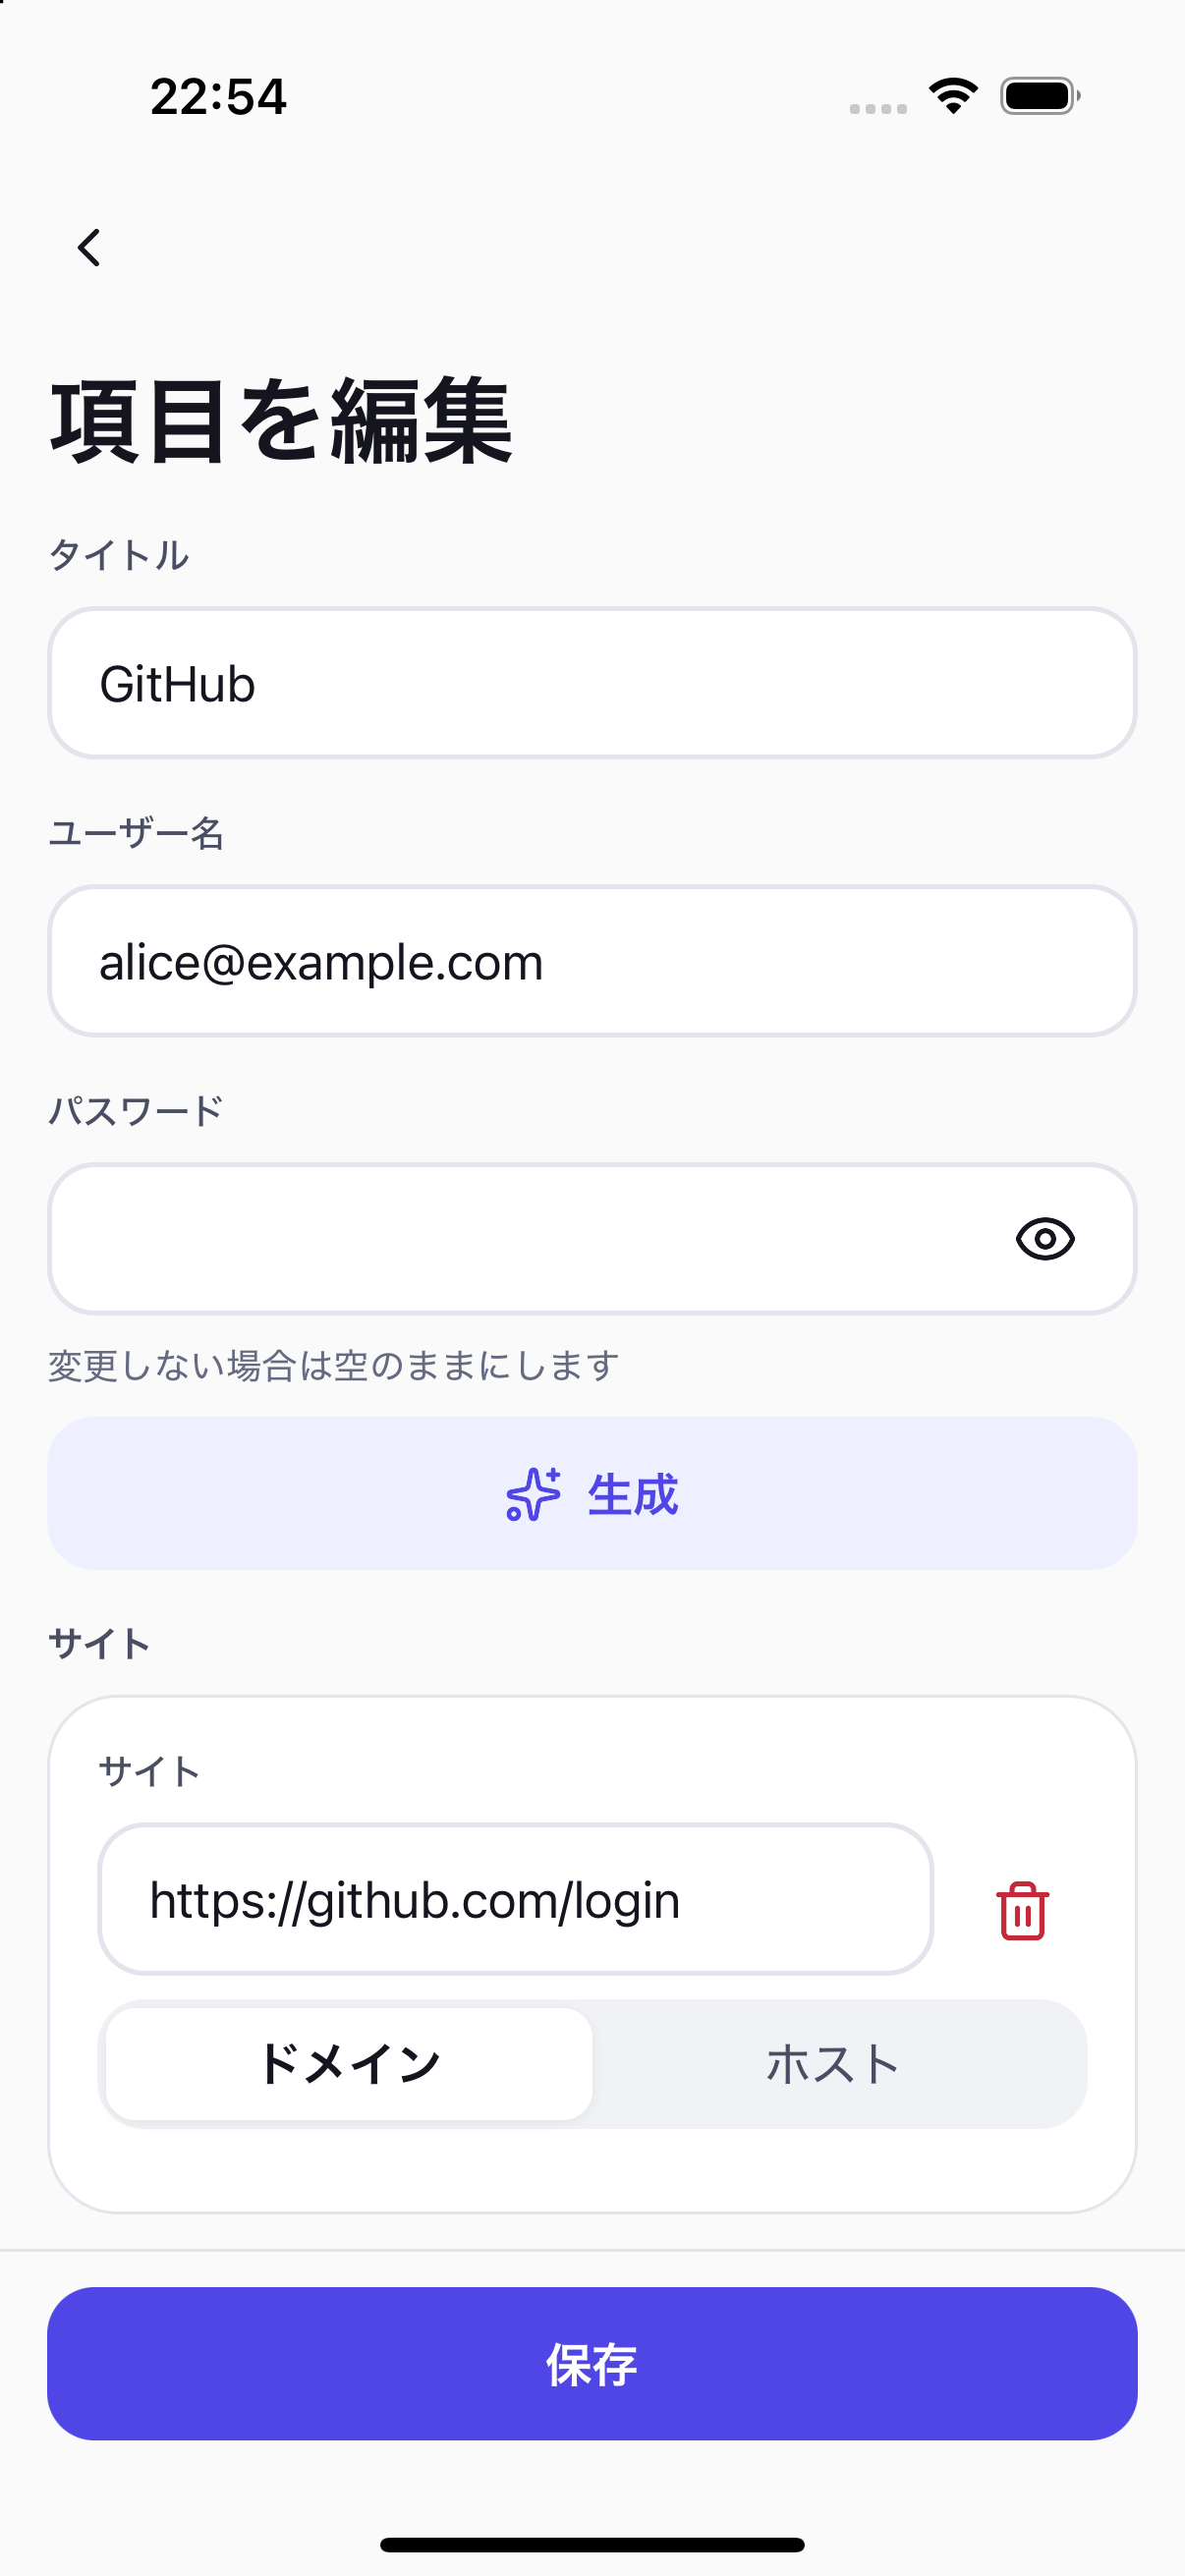 22:54
項目を編集
タイトル
GitHub
ユーザー名
alice@example.com
パスワード
変更しない場合は空のままにします
生成
サイト
サイト
https://github.com/login
ドメイン
ホスト
保存